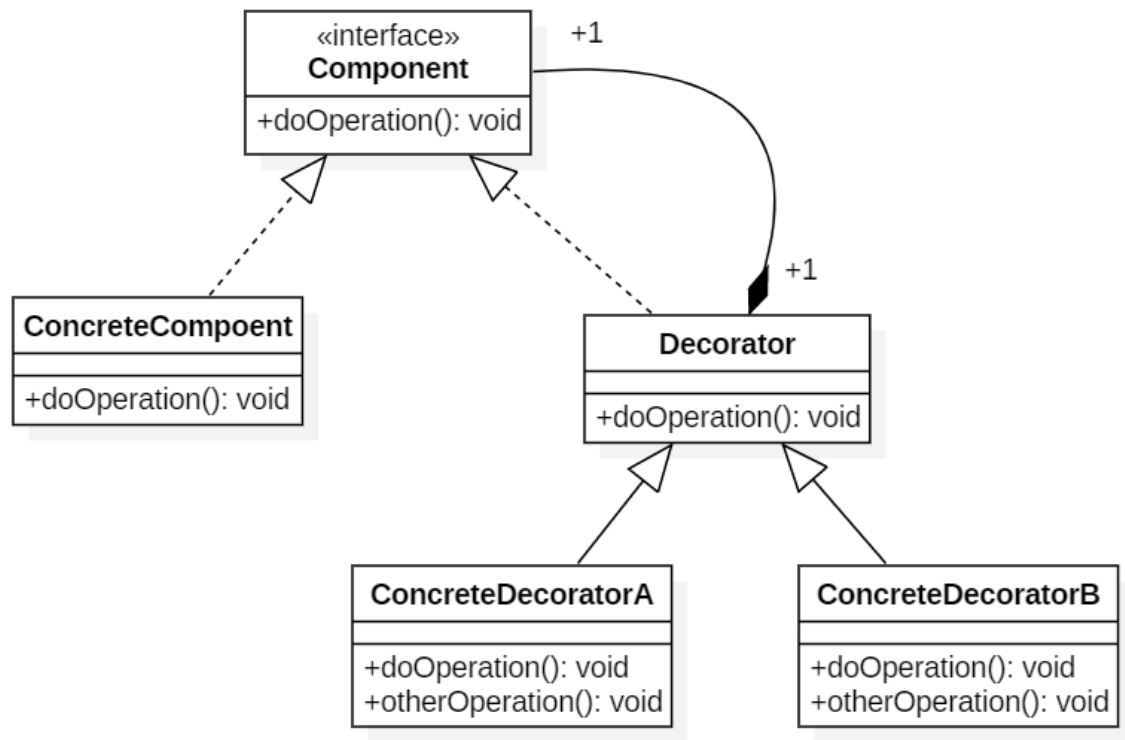 «interface»
Component
+doOperation(): void
+1
+1
ConcreteCompoent
+doOperation(): void
Decorator
+doOperation(): void
ConcreteDecoratorA
+doOperation(): void
+otherOperation(): void
ConcreteDecoratorB
+doOperation(): void
+otherOperation(): void